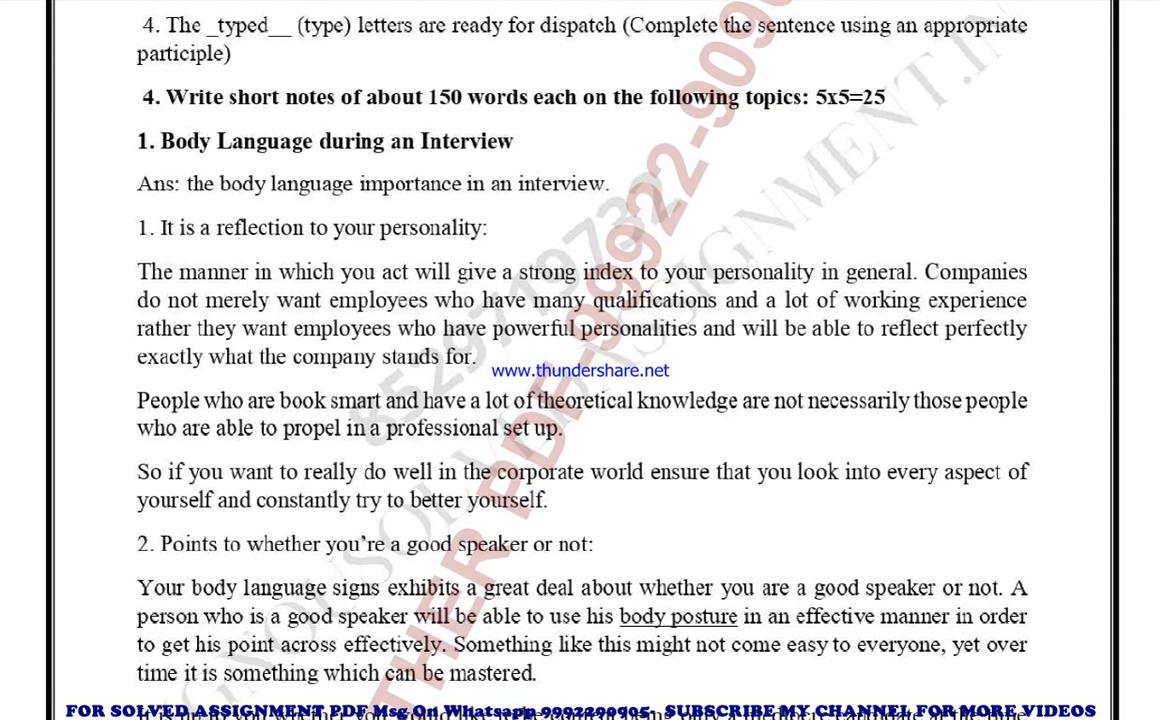 4. The _typed__ (type) letters are ready for dispatch (Complete the sentence using an appropriate
participle)
4. Write short notes of about 150 words each on the following topics: 5x5=25
1. Body Language during an Interview
Ans: the body language importance in an interview.
1. It is a reflection to your personality:
The manner in which you act will give a strong index to your personality in general. Companies
do not merely want employees who have many qualifications and a lot of working experience
rather they want employees who have powerful personalities and will be able to reflect perfectly
exactly what the company stands for.
www.thundershare.net
People who are book smart and have a lot of theoretical knowledge are not necessarily those people
who are able to propel in a professional set up.
So if you want to really do well in the corporate world ensure that you look into every aspect of
yourself and constantly try to better yourself.
2. Points to whether you're a good speaker or not:
Your body language signs exhibits a great deal about whether you are a good speaker or not. A
person who is a good speaker will be able to use his body posture in an effective manner in order
to get his point across effectively. Something like this might not come easy to everyone, yet over
time it is something which can be mastered.
FOR SOLVED ASSIGNMENT PDF Msg On Whatsapp 9992290905- SUBSCRIBE MY CHANNEL FOR MORE VIDEOS
8529719732